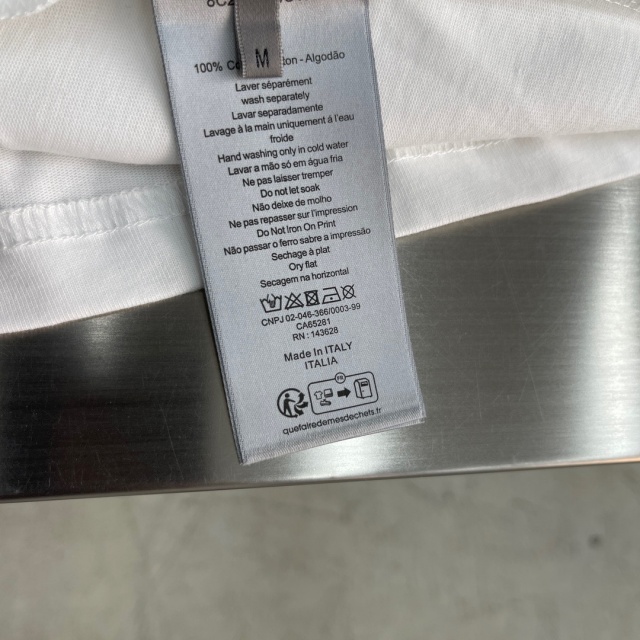 M
100% Co ton - Algodão
Laver séparément
wash separately
Lavar separadamente
Lavage à la main uniquement á l'eau
froide
Hand washing only in cold water
Lavar a mão só em água fria
Ne pas laisser tremper
Do not let soak
Não deixe de molho
Ne pas repasser sur l'impression
Do Not Iron On Print
Não passar o ferro sabre a impressão
Sechage à plat
Ory flat
Secagem na horizontal
CNPJ 02-046-366/0003-99
CA65281
RN : 143628
Made In ITALY
ITALIA
FR
quefairedemesdechets.fr